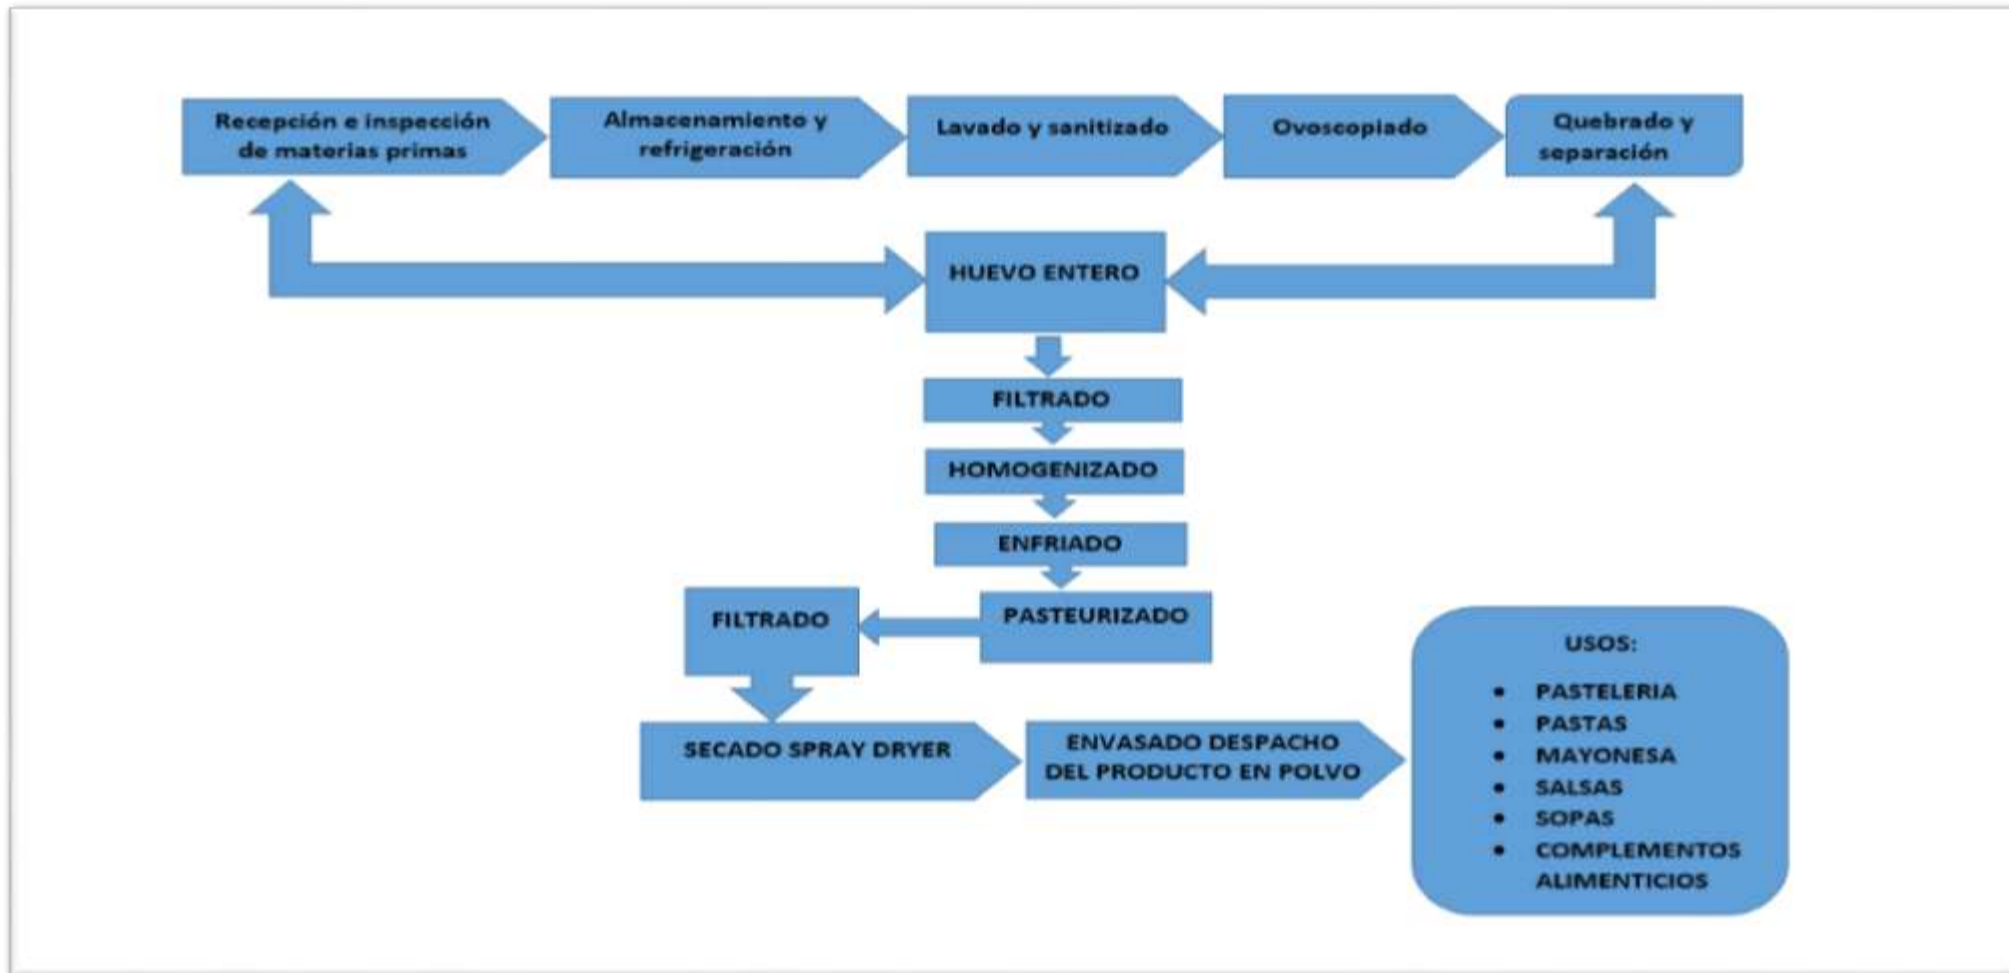 Recepción e inspección
de materias primas
Almacenamiento y
refrigeración
Lavado y sanitizado
Ovoscopiado
Quebrado y
separación
HUEVO ENTERO
FILTRADO
HOMOGENIZADO
ENFRIADO
PASTEURIZADO
FILTRADO
SECADO SPRAY DRYER
ENVASADO DESPACHO
DEL PRODUCTO EN POLVO
USOS:
• PASTELERIA
• PASTAS
• MAYONESA
• SALSAS
• SOPAS
• COMPLEMENTOS
ALIMENTICIOS